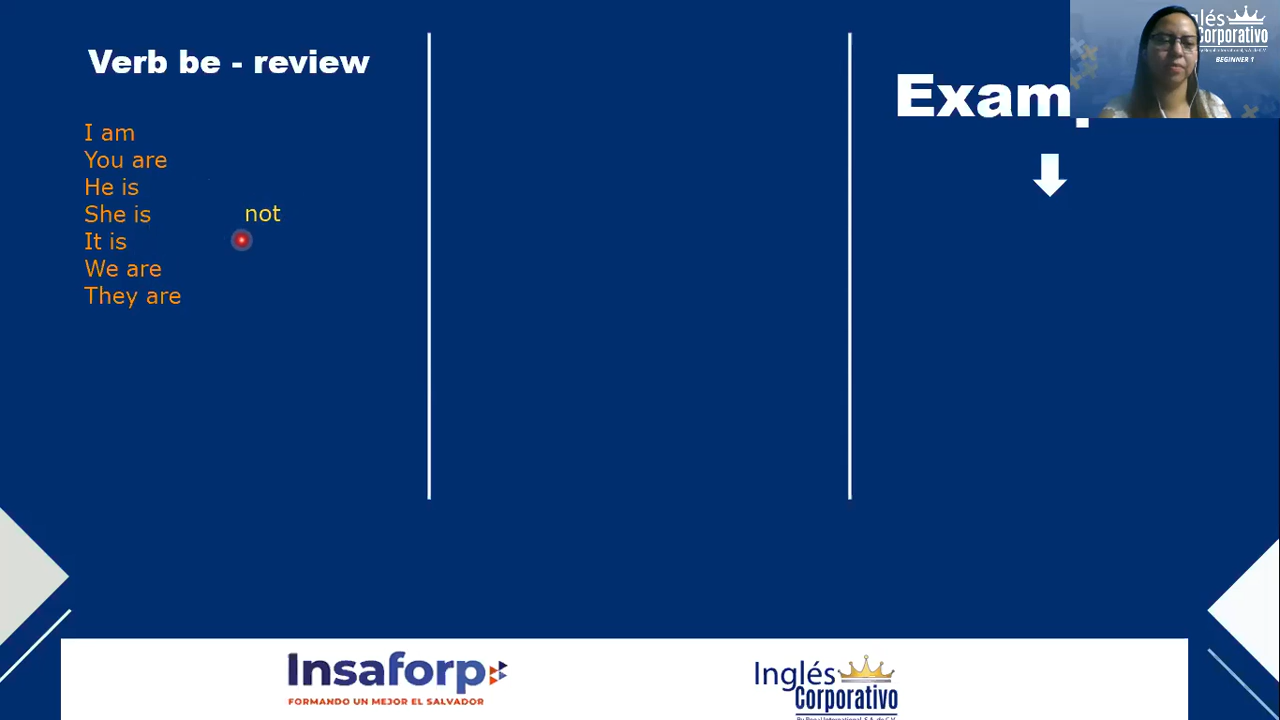 Verb be - review
I am
You are
He is
She is
not
It is
We are
They are
Exam
Inglés
Corporativo
BEGINNER 1
Insaforp
FORMANDO UN MEJOR EL SALVADOR
Inglés
Corporativo